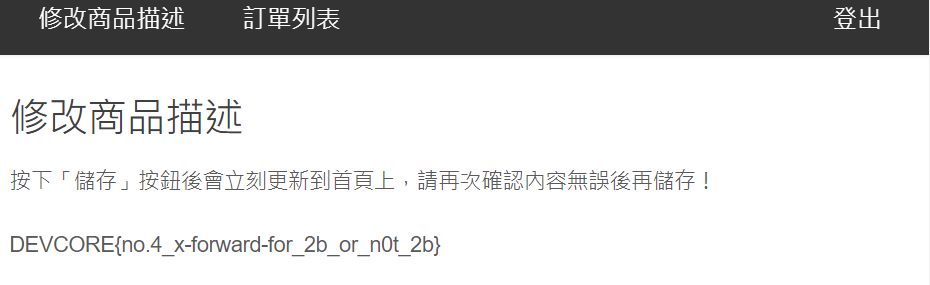 修改商品描述 訂單列表 登出
修改商品描述
按下「儲存」按鈕後會立刻更新到首頁上，請再次確認內容無誤後再儲存！
DEVCORE{no.4_x-forward-for_2b_or_n0t_2b}